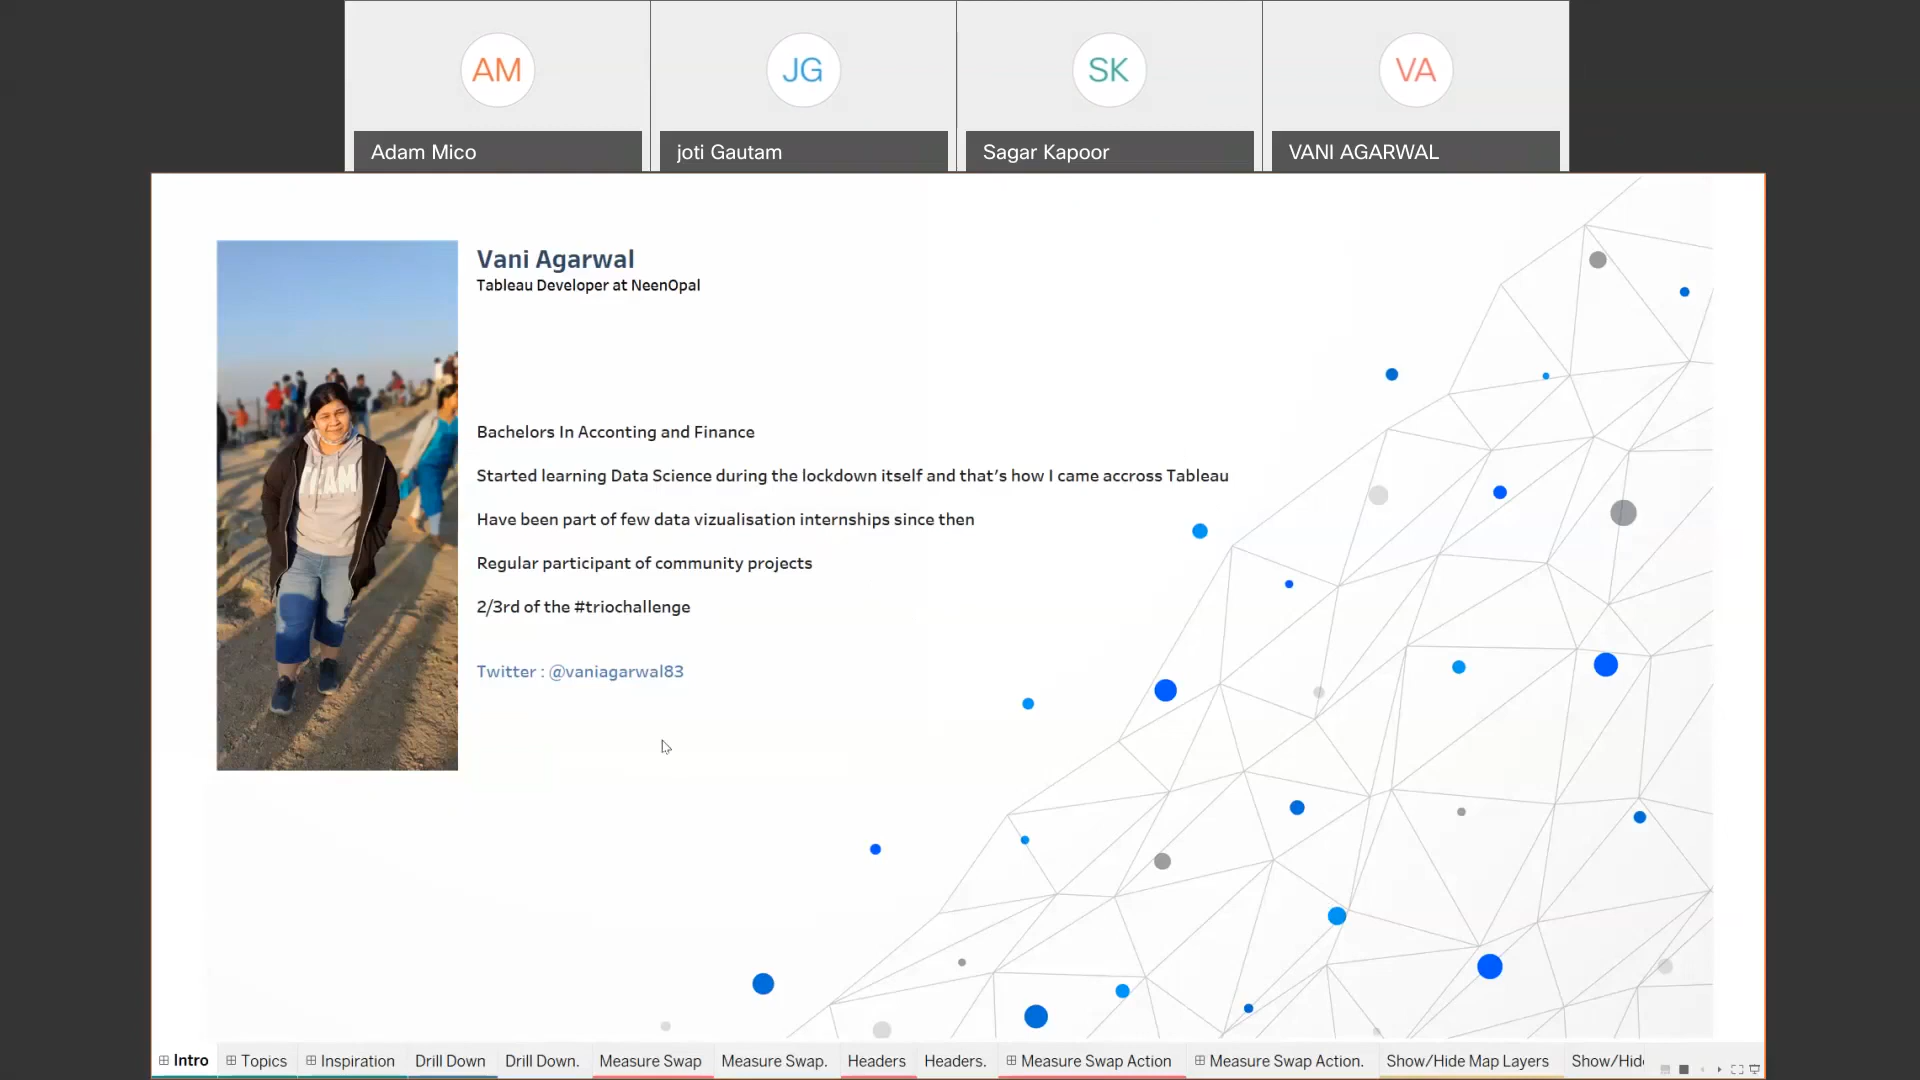 AM
JG
SK
VA
Adam Mico
joti Gautam
Sagar Kapoor
VANI AGARWAL
Vani Agarwal
Tableau Developer at NeenOpal
Bachelors In Acconting and Finance
Started learning Data Science during the lockdown itself and that's how I came accross Tableau
Have been part of few data vizualisation internships since then
Regular participant of community projects
2/3rd of the #triochallenge
Twitter : @vaniagarwal83
Intro
Topics
Inspiration
Drill Down
Drill Down.
Measure Swap
Measure Swap.
Headers
Headers.
Measure Swap Action
Measure Swap Action.
Show/Hide Map Layers